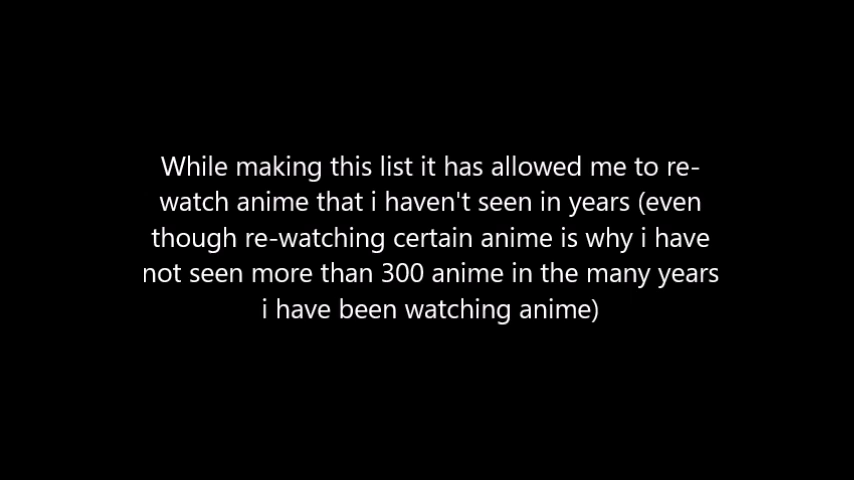 While making this list it has allowed me to re-
watch anime that i haven't seen in years (even
though re-watching certain anime is why i have
not seen more than 300 anime in the many years
i have been watching anime)